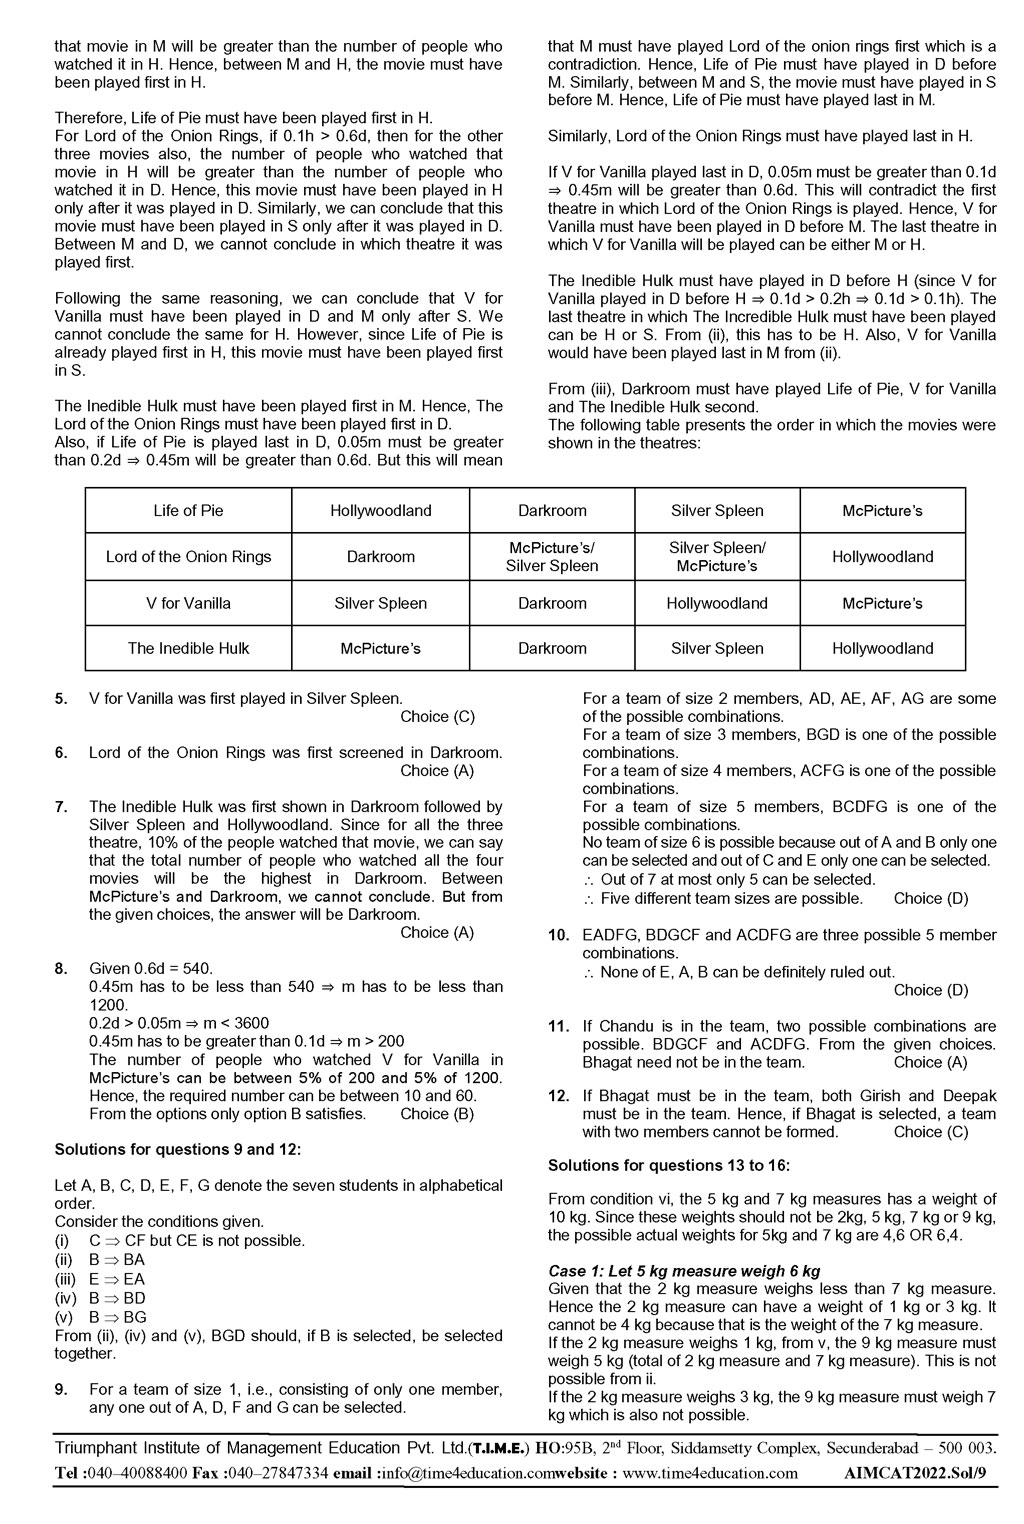 that movie in M will be greater than the number of people who
watched it in H. Hence, between M and H, the movie must have
been played first in H.
Therefore, Life of Pie must have been played first in H.
For Lord of the Onion Rings, if 0.1h > 0.6d, then for the other
three movies also, the number of people who watched that
movie in H will be greater than the number of people who
watched it in D. Hence, this movie must have been played in H
only after it was played in D. Similarly, we can conclude that this
movie must have been played in S only after it was played in D.
Between M and D, we cannot conclude in which theatre it was
played first.
Following the same reasoning, we can conclude that V for
Vanilla must have been played in D and M only after S. We
cannot conclude the same for H. However, since Life of Pie is
already played first in H, this movie must have been played first
in S.
The Inedible Hulk must have been played first in M. Hence, The
Lord of the Onion Rings must have been played first in D.
Also, if Life of Pie is played last in D, 0.05m must be greater
than 0.2d ⇒ 0.45m will be greater than 0.6d. But this will mean
that M must have played Lord of the onion rings first which is a
contradiction. Hence, Life of Pie must have played in D before
M. Similarly, between M and S, the movie must have played in S
before M. Hence, Life of Pie must have played last in M.
Similarly, Lord of the Onion Rings must have played last in H.
If V for Vanilla played last in D, 0.05m must be greater than 0.1d
⇒ 0.45m will be greater than 0.6d. This will contradict the first
theatre in which Lord of the Onion Rings is played. Hence, V for
Vanilla must have been played in D before M. The last theatre in
which V for Vanilla will be played can be either M or H.
The Inedible Hulk must have played in D before H (since V for
Vanilla played in D before H ⇒ 0.1d > 0.2h ⇒ 0.1d > 0.1h). The
last theatre in which The Incredible Hulk must have been played
can be H or S. From (ii), this has to be H. Also, V for Vanilla
would have been played last in M from (ii).
From (iii), Darkroom must have played Life of Pie, V for Vanilla
and The Inedible Hulk second.
The following table presents the order in which the movies were
shown in the theatres:
Life of Pie Hollywoodland Darkroom Silver Spleen McPicture's
Lord of the Onion Rings Darkroom McPicture's/ Silver Spleen Silver Spleen/ McPicture's Hollywoodland
V for Vanilla Silver Spleen Darkroom Hollywoodland McPicture's
The Inedible Hulk McPicture's Darkroom Silver Spleen Hollywoodland
5. V for Vanilla was first played in Silver Spleen.
Choice (C)
6. Lord of the Onion Rings was first screened in Darkroom.
Choice (A)
7. The Inedible Hulk was first shown in Darkroom followed by
Silver Spleen and Hollywoodland. Since for all the three
theatre, 10% of the people watched that movie, we can say
that the total number of people who watched all the four
movies will be the highest in Darkroom. Between
McPicture's and Darkroom, we cannot conclude. But from
the given choices, the answer will be Darkroom.
Choice (A)
8. Given 0.6d = 540.
0.45m has to be less than 540 ⇒ m has to be less than
1200.
0.2d > 0.05m ⇒ m < 3600
0.45m has to be greater than 0.1d ⇒ m > 200
The number of people who watched V for Vanilla in
McPicture's can be between 5% of 200 and 5% of 1200.
Hence, the required number can be between 10 and 60.
From the options only option B satisfies. Choice (B)
Solutions for questions 9 and 12:
Let A, B, C, D, E, F, G denote the seven students in alphabetical
order.
Consider the conditions given.
(i) C ⇒ CF but CE is not possible.
(ii) B ⇒ BA
(iii) E ⇒ EA
(iv) B ⇒ BD
(v) B ⇒ BG
From (ii), (iv) and (v), BGD should, if B is selected, be selected
together.
9. For a team of size 1, i.e., consisting of only one member,
any one out of A, D, F and G can be selected.
For a team of size 2 members, AD, AE, AF, AG are some
of the possible combinations.
For a team of size 3 members, BGD is one of the possible
combinations.
For a team of size 4 members, ACFG is one of the possible
combinations.
For a team of size 5 members, BCDFG is one of the
possible combinations.
No team of size 6 is possible because out of A and B only one
can be selected and out of C and E only one can be selected.
∴ Out of 7 at most only 5 can be selected.
∴ Five different team sizes are possible. Choice (D)
10. EADFG, BDGCF and ACDFG are three possible 5 member
combinations.
∴ None of E, A, B can be definitely ruled out.
Choice (D)
11. If Chandu is in the team, two possible combinations are
possible. BDGCF and ACDFG. From the given choices.
Bhagat need not be in the team. Choice (A)
12. If Bhagat must be in the team, both Girish and Deepak
must be in the team. Hence, if Bhagat is selected, a team
with two members cannot be formed. Choice (C)
Solutions for questions 13 to 16:
From condition vi, the 5 kg and 7 kg measures has a weight of
10 kg. Since these weights should not be 2kg, 5 kg, 7 kg or 9 kg,
the possible actual weights for 5kg and 7 kg are 4,6 OR 6,4.
Case 1: Let 5 kg measure weigh 6 kg
Given that the 2 kg measure weighs less than 7 kg measure.
Hence the 2 kg measure can have a weight of 1 kg or 3 kg. It
cannot be 4 kg because that is the weight of the 7 kg measure.
If the 2 kg measure weighs 1 kg, from v, the 9 kg measure must
weigh 5 kg (total of 2 kg measure and 7 kg measure). This is not
possible from ii.
If the 2 kg measure weighs 3 kg, the 9 kg measure must weigh 7
kg which is also not possible.
Triumphant Institute of Management Education Pvt. Ltd.(T.I.M.E.) HO:95B, 2nd Floor, Siddamsetty Complex, Secunderabad – 500 003.
Tel :040–40088400 Fax :040–27847334 email :info@time4education.comwebsite : www.time4education.com AIMCAT2022.Sol/9